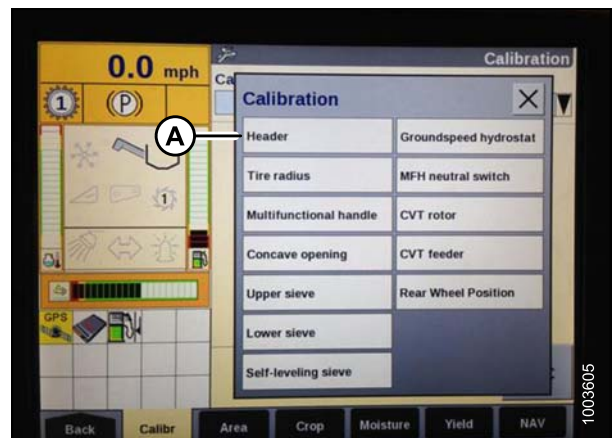 0.0 mph
Calibration
Ca
1
(P)
A
Calibration
Header
Groundspeed hydrostat
Tire radius
MFH neutral switch
Multifunctional handle
CVT rotor
1
Concave opening
CVT feeder
Upper sieve
Rear Wheel Position
GPS
Lower sieve
Self-leveling sieve
Back
Calibr
Area
Crop
Moisture
Yield
NAV
1003605